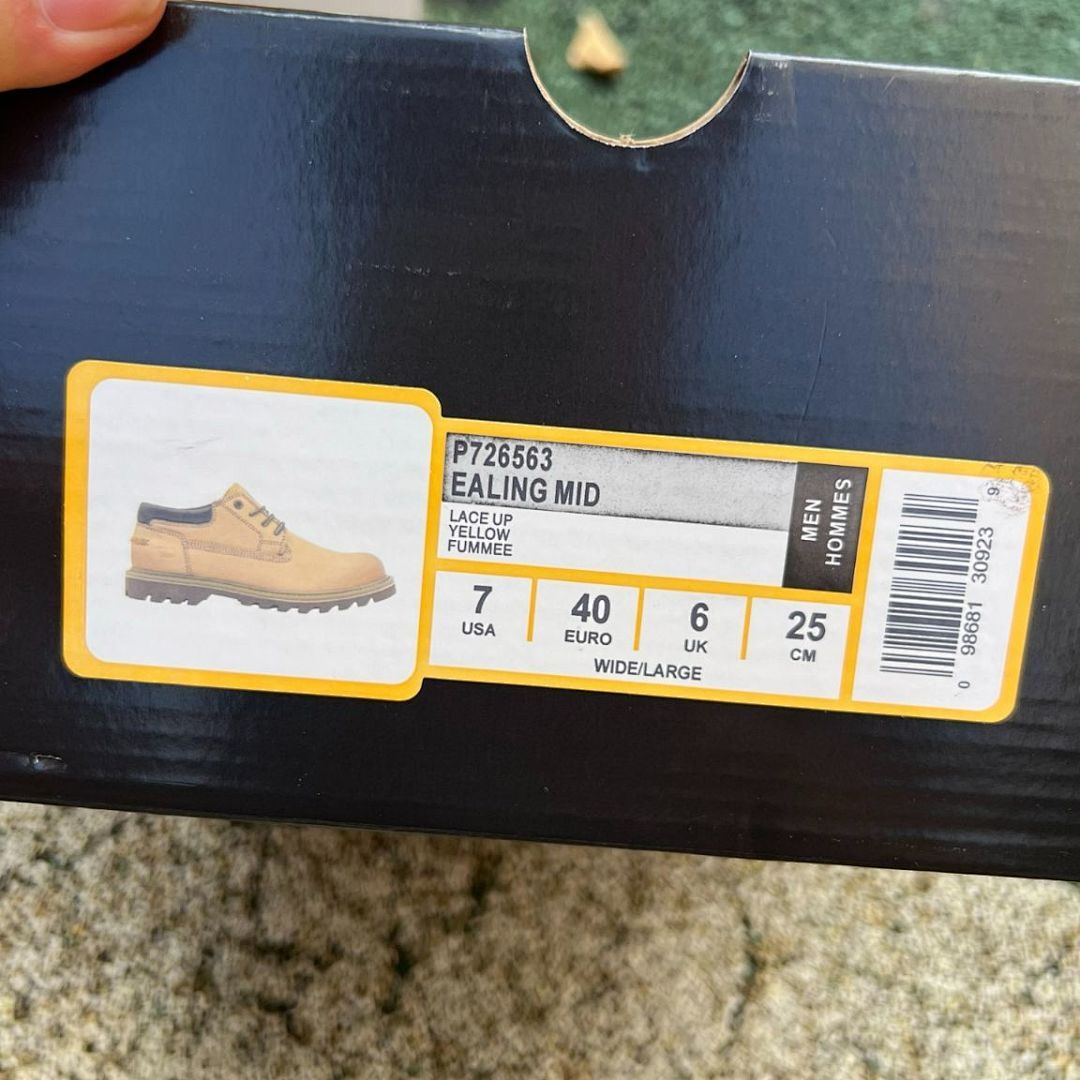 P726563
EALING MID
LACE UP
YELLOW
FUMMEE
MEN
HOMMES
7
USA
40
EURO
6
UK
25
CM
WIDE/LARGE
0 98681 30923 9